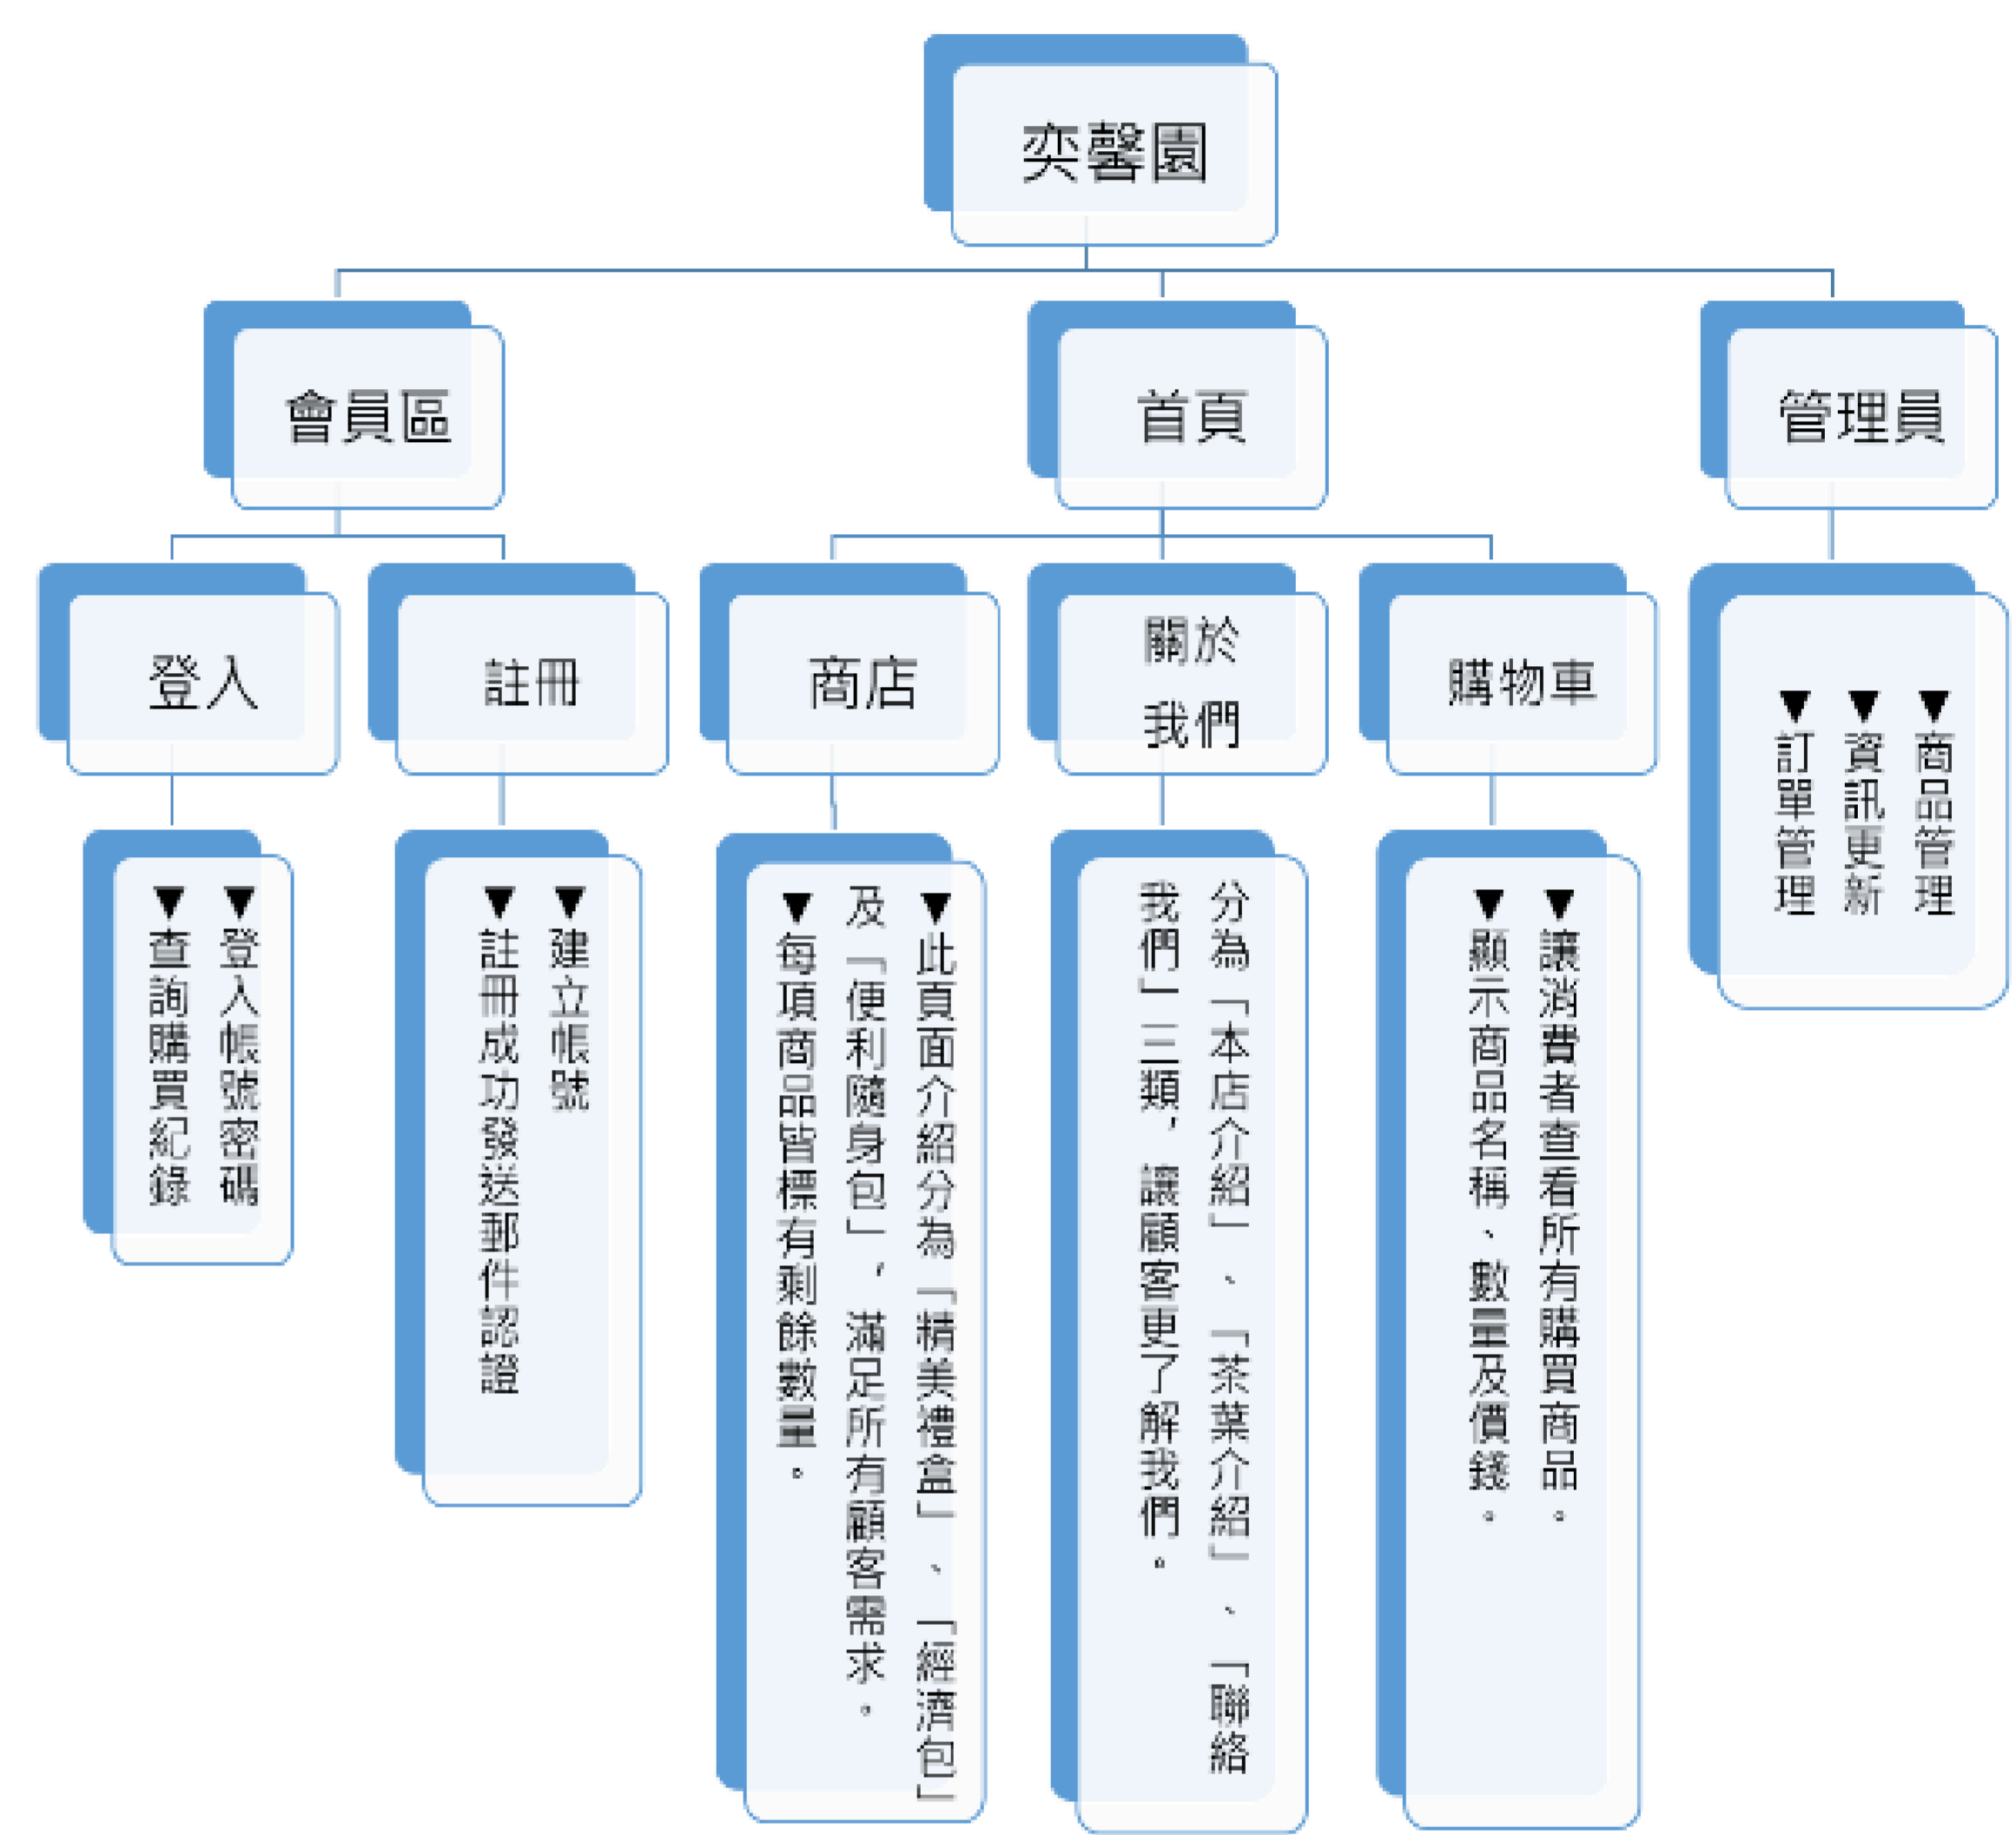 奕馨園
會員區
首頁
管理員
登入
註冊
商店
關於
我們
購物車
▼商品管理
▼資訊更新
▼訂單管理
▼登入帳號密碼
▼查詢購買紀錄
▼建立帳號
▼註冊成功發送郵件認證
▼此頁面介紹分為「精美禮盒」、「經濟包」
及「便利隨身包」，滿足所有顧客需求。
▼每項商品皆標有剩餘數量。
分為「本店介紹」、「茶葉介紹」、「聯絡
我們」三類，讓顧客更了解我們。
▼讓消費者查看所有購買商品。
▼顯示商品名稱、數量及價錢。